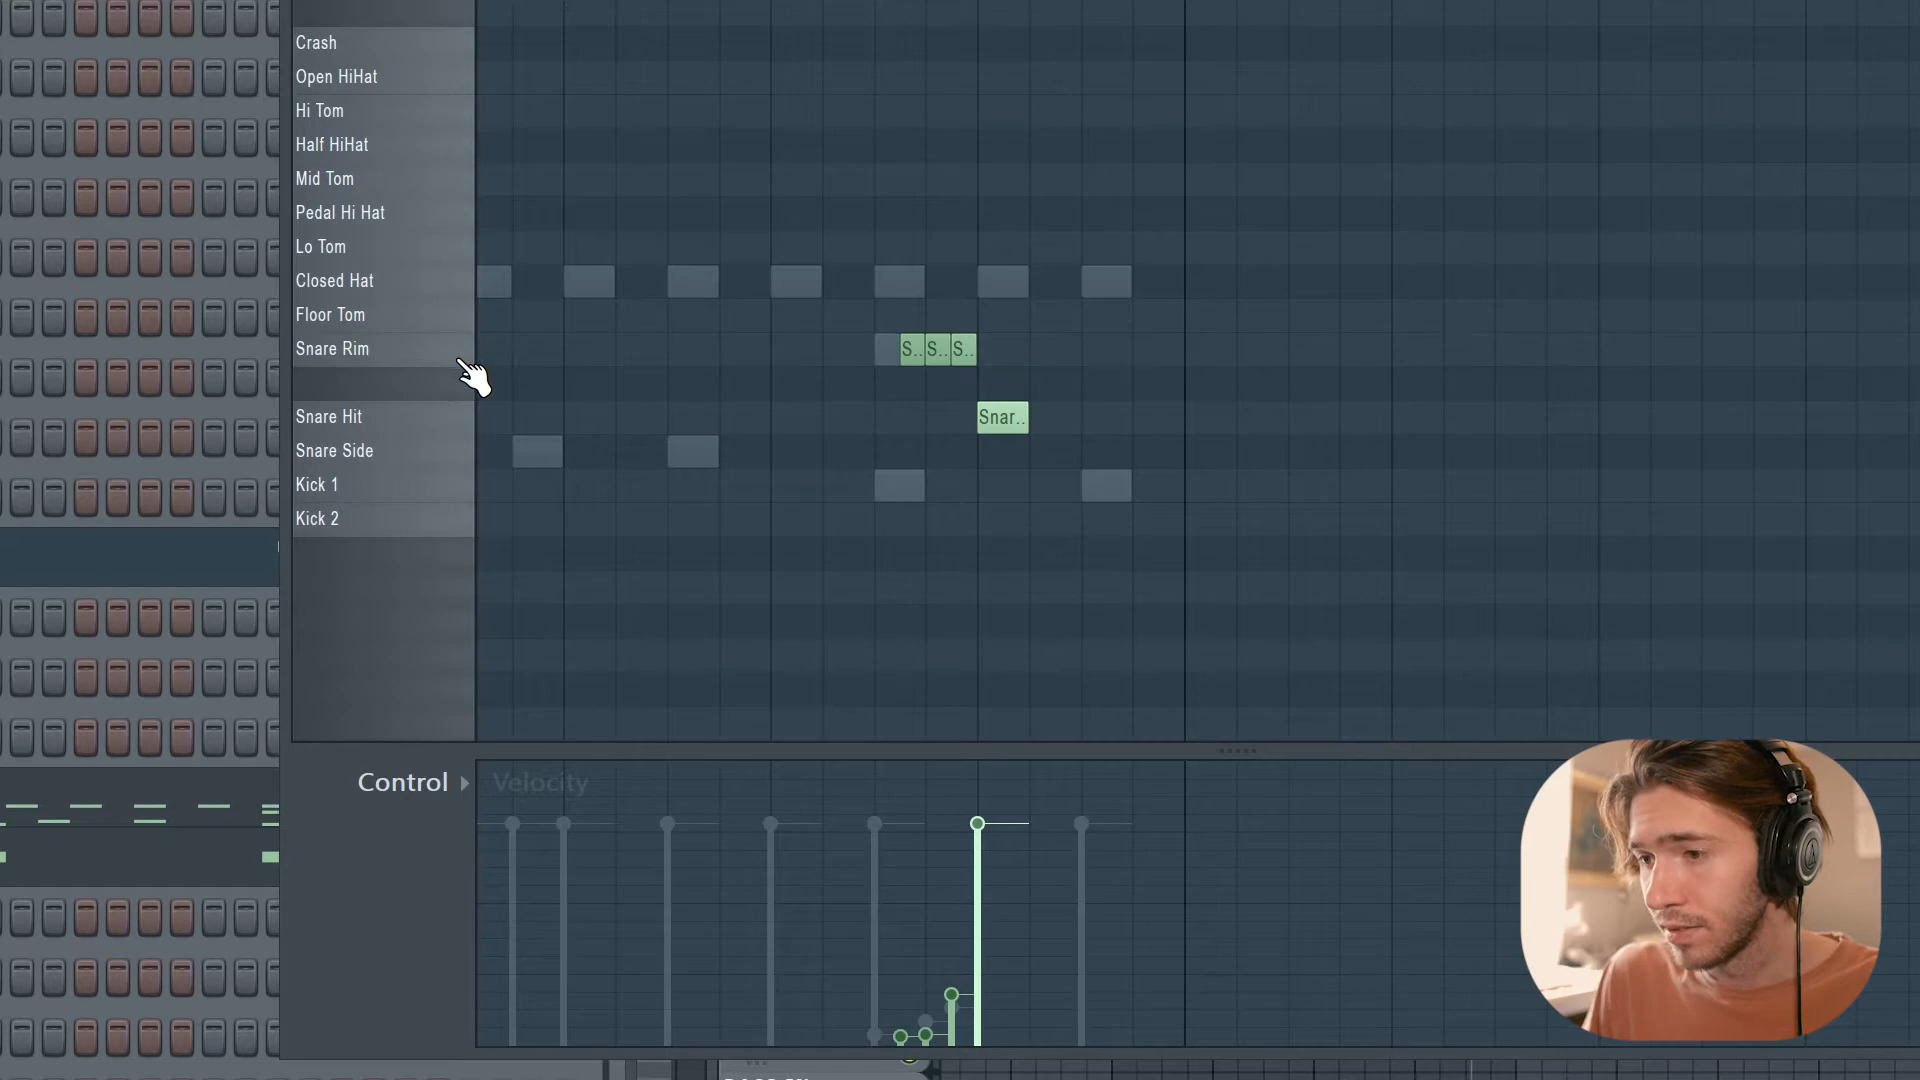 Crash
Open HiHat
Hi Tom
Half HiHat
Mid Tom
Pedal Hi Hat
Lo Tom
Closed Hat
Floor Tom
Snare Rim
S.. S.. S..
Snare Hit
Snar..
Snare Side
Kick 1
Kick 2
Control
Velocity